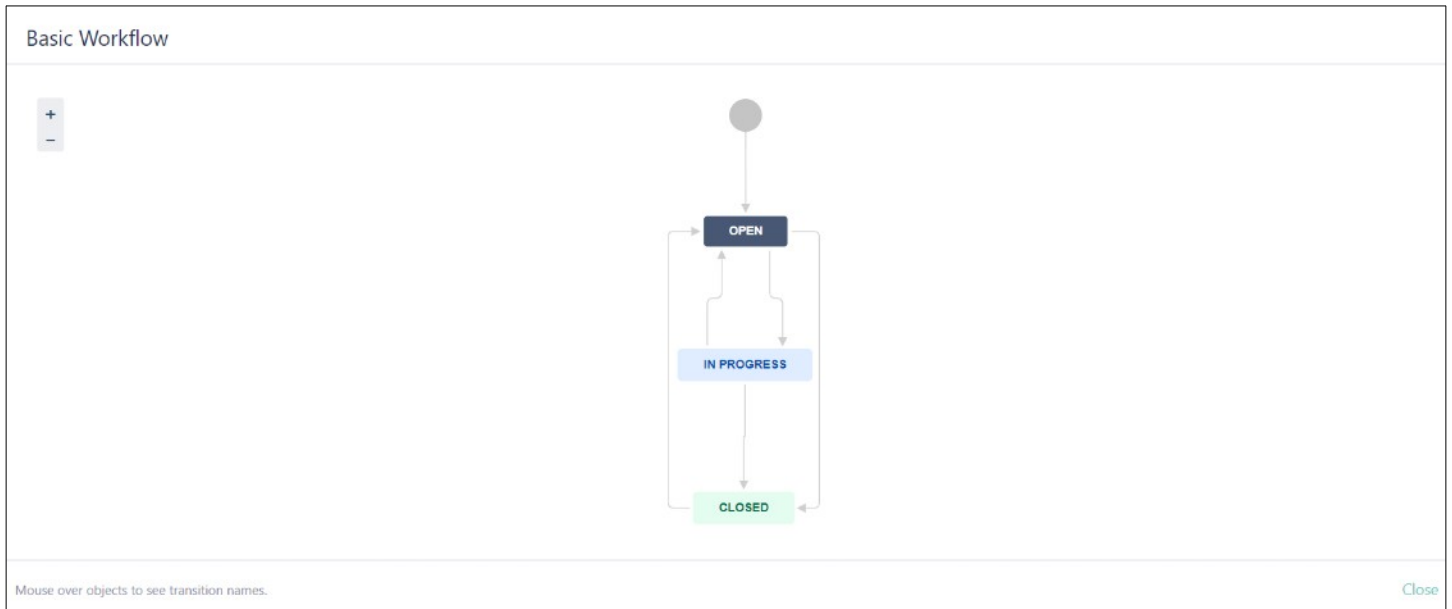 Basic Workflow
+
−
OPEN
IN PROGRESS
CLOSED
Mouse over objects to see transition names.
Close